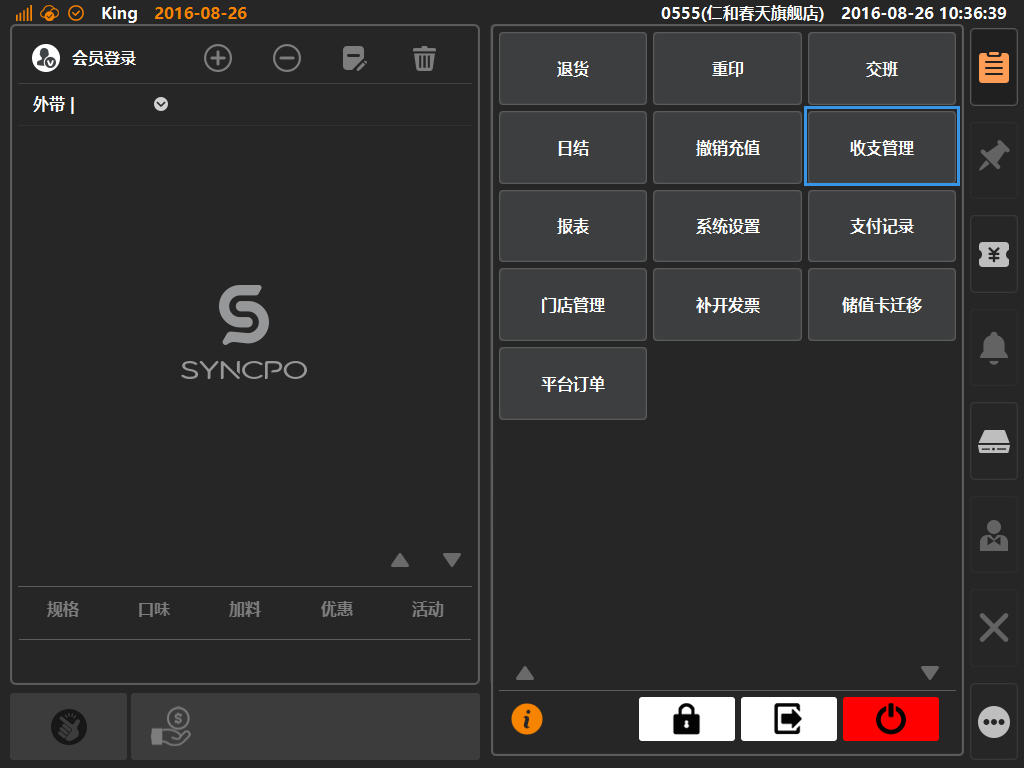 King 2016-08-26 0555(仁和春天旗舰店) 2016-08-26 10:36:39
会员登录
外带 |
SYNCPO
规格 口味 加料 优惠 活动
退货 重印 交班
日结 撤销充值 收支管理
报表 系统设置 支付记录
门店管理 补开发票 储值卡迁移
平台订单